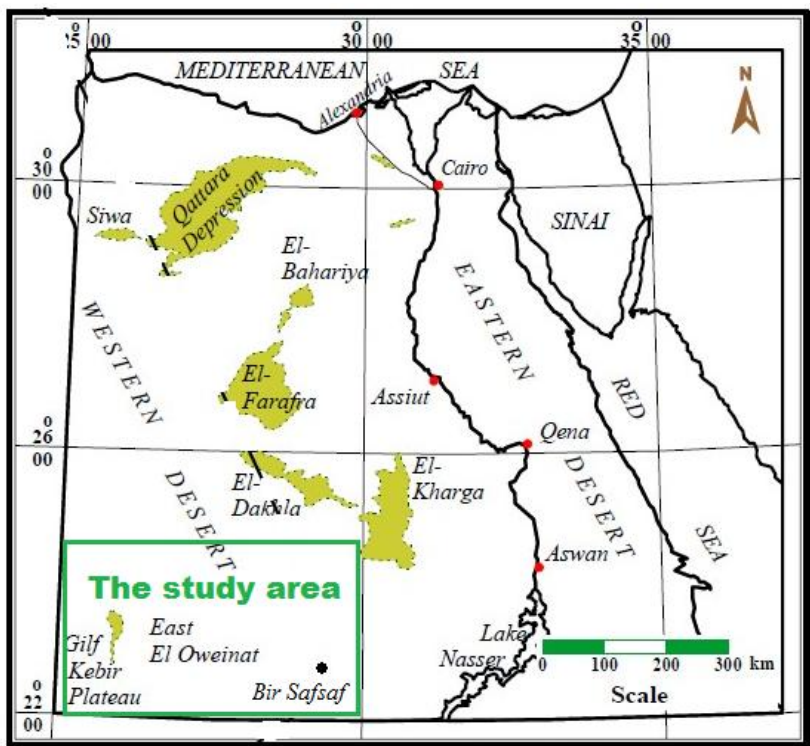 25 00
30 00
35 00
MEDITERRANEAN SEA
Alexandria
N
30 00
Cairo
Siwa
Qattara
Depression
SINAI
El-
Bahariya
EASTERN
DESERT
WESTERN
DESERT
El-
Farafra
Assiut
RED
SEA
26 00
Qena
El-
Dakhla
El-
Kharga
Aswan
The study area
Gilf
Kebir
Plateau
East
El Oweinat
Bir Safsaf
Lake
Nasser
0 100 200 300 km
Scale
22 00